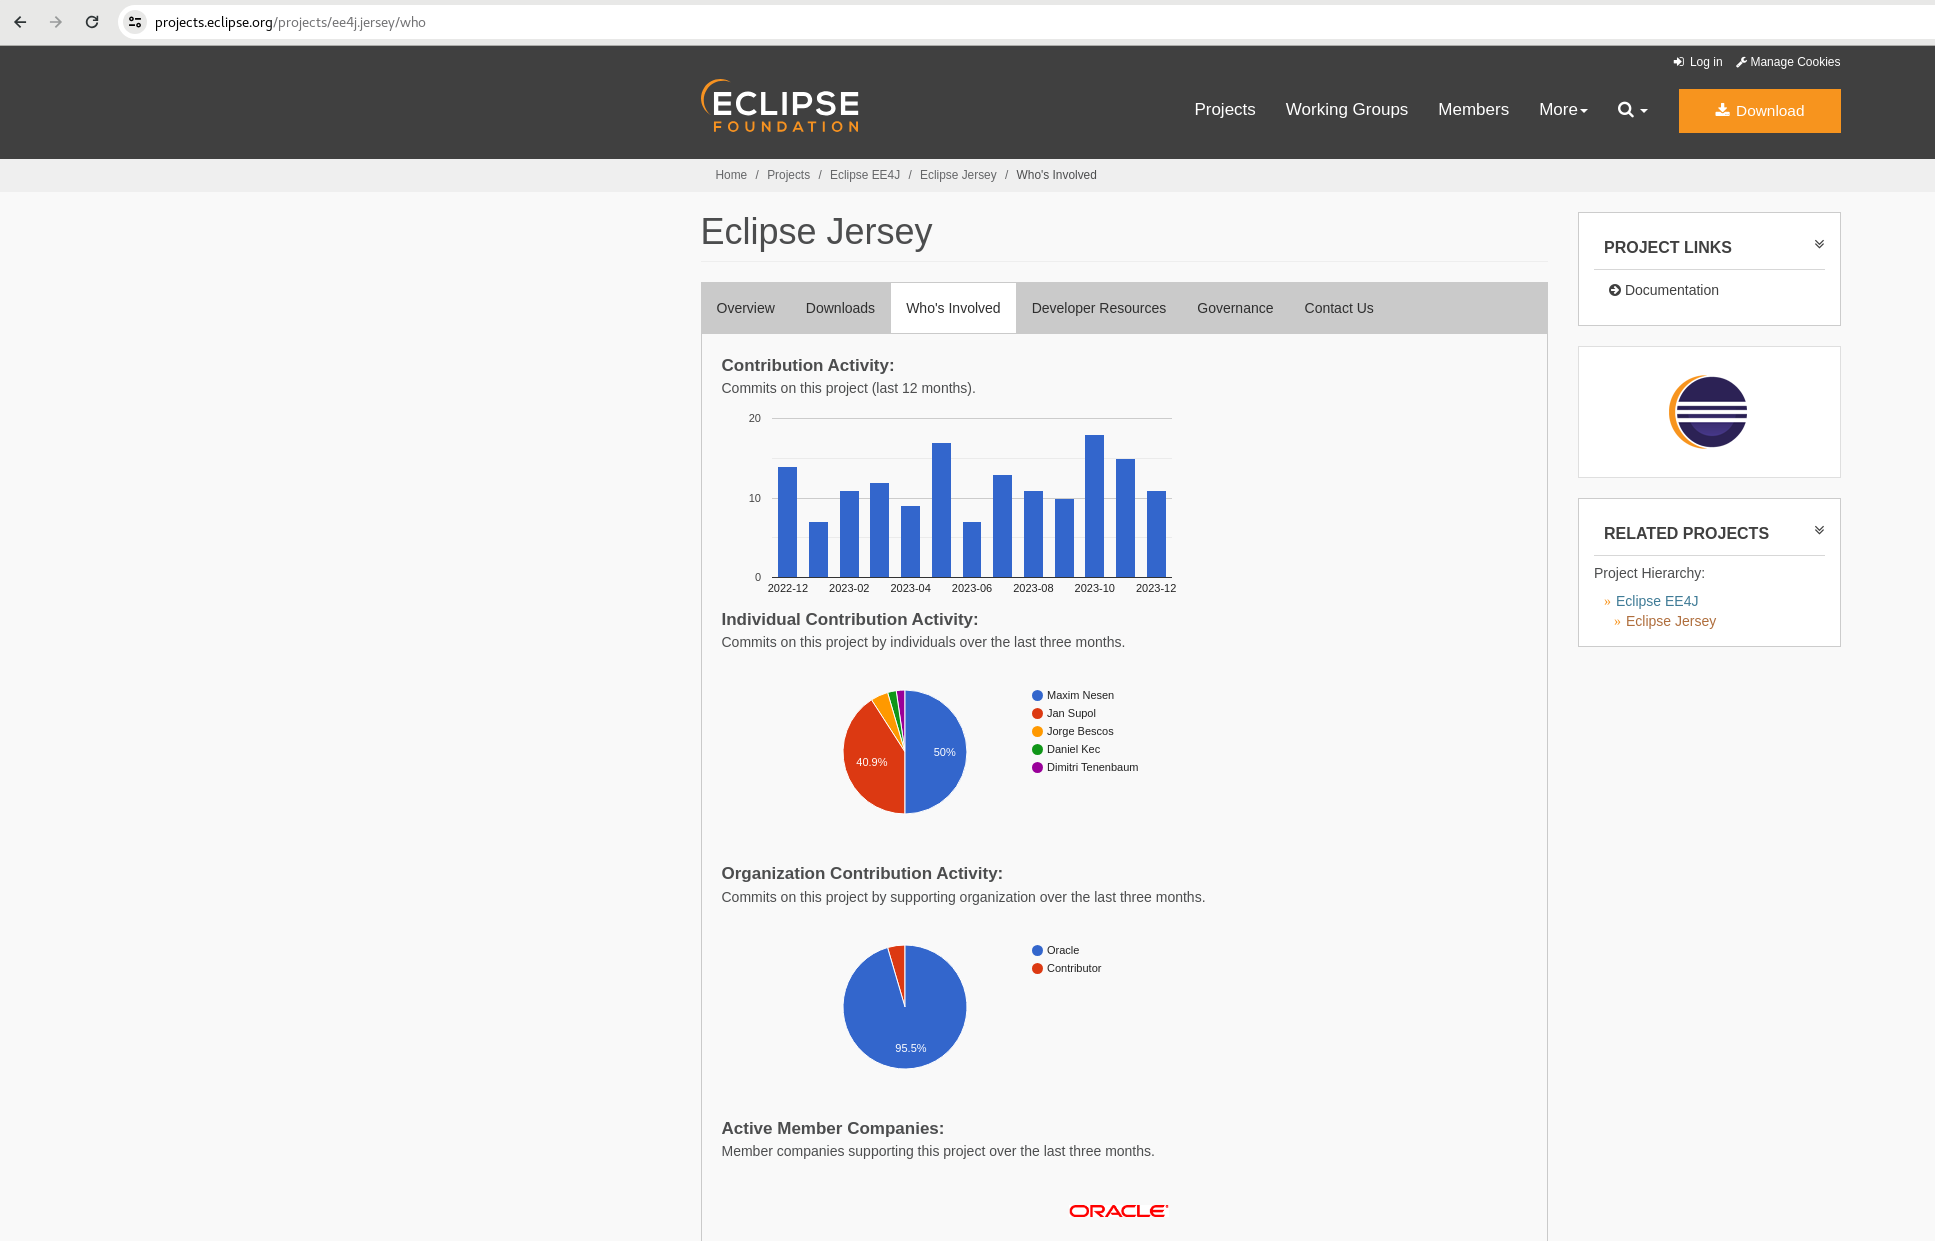 projects.eclipse.org/projects/ee4j.jersey/who
Log in Manage Cookies
ECLIPSE
FOUNDATION
Projects Working Groups Members More Download
Home / Projects / Eclipse EE4J / Eclipse Jersey / Who's Involved
Eclipse Jersey
Overview Downloads Who's Involved Developer Resources Governance Contact Us
Contribution Activity:
Commits on this project (last 12 months).
20
10
0
2022-12 2023-02 2023-04 2023-06 2023-08 2023-10 2023-12
Individual Contribution Activity:
Commits on this project by individuals over the last three months.
50%
40.9%
Maxim Nesen
Jan Supol
Jorge Bescos
Daniel Kec
Dimitri Tenenbaum
Organization Contribution Activity:
Commits on this project by supporting organization over the last three months.
95.5%
Oracle
Contributor
Active Member Companies:
Member companies supporting this project over the last three months.
ORACLE
PROJECT LINKS
Documentation
RELATED PROJECTS
Project Hierarchy:
» Eclipse EE4J
» Eclipse Jersey